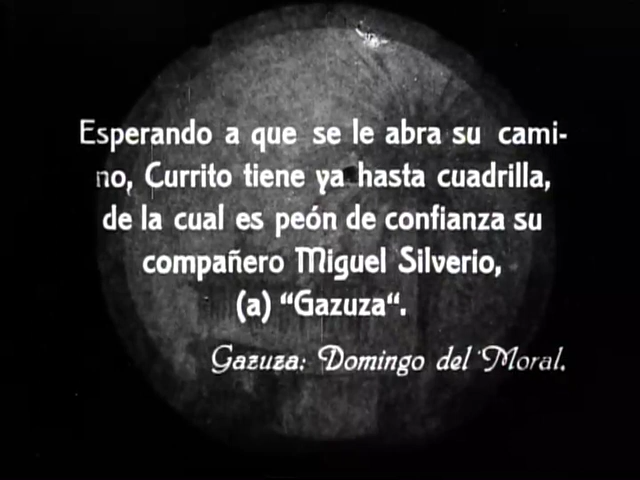 Esperando a que se le abra su cami-
no, Currito tiene ya hasta cuadrilla,
de la cual es peón de confianza su
compañero Miguel Silverio,
(a) “Gazuza“.
Gazuza: Domingo del Moral.